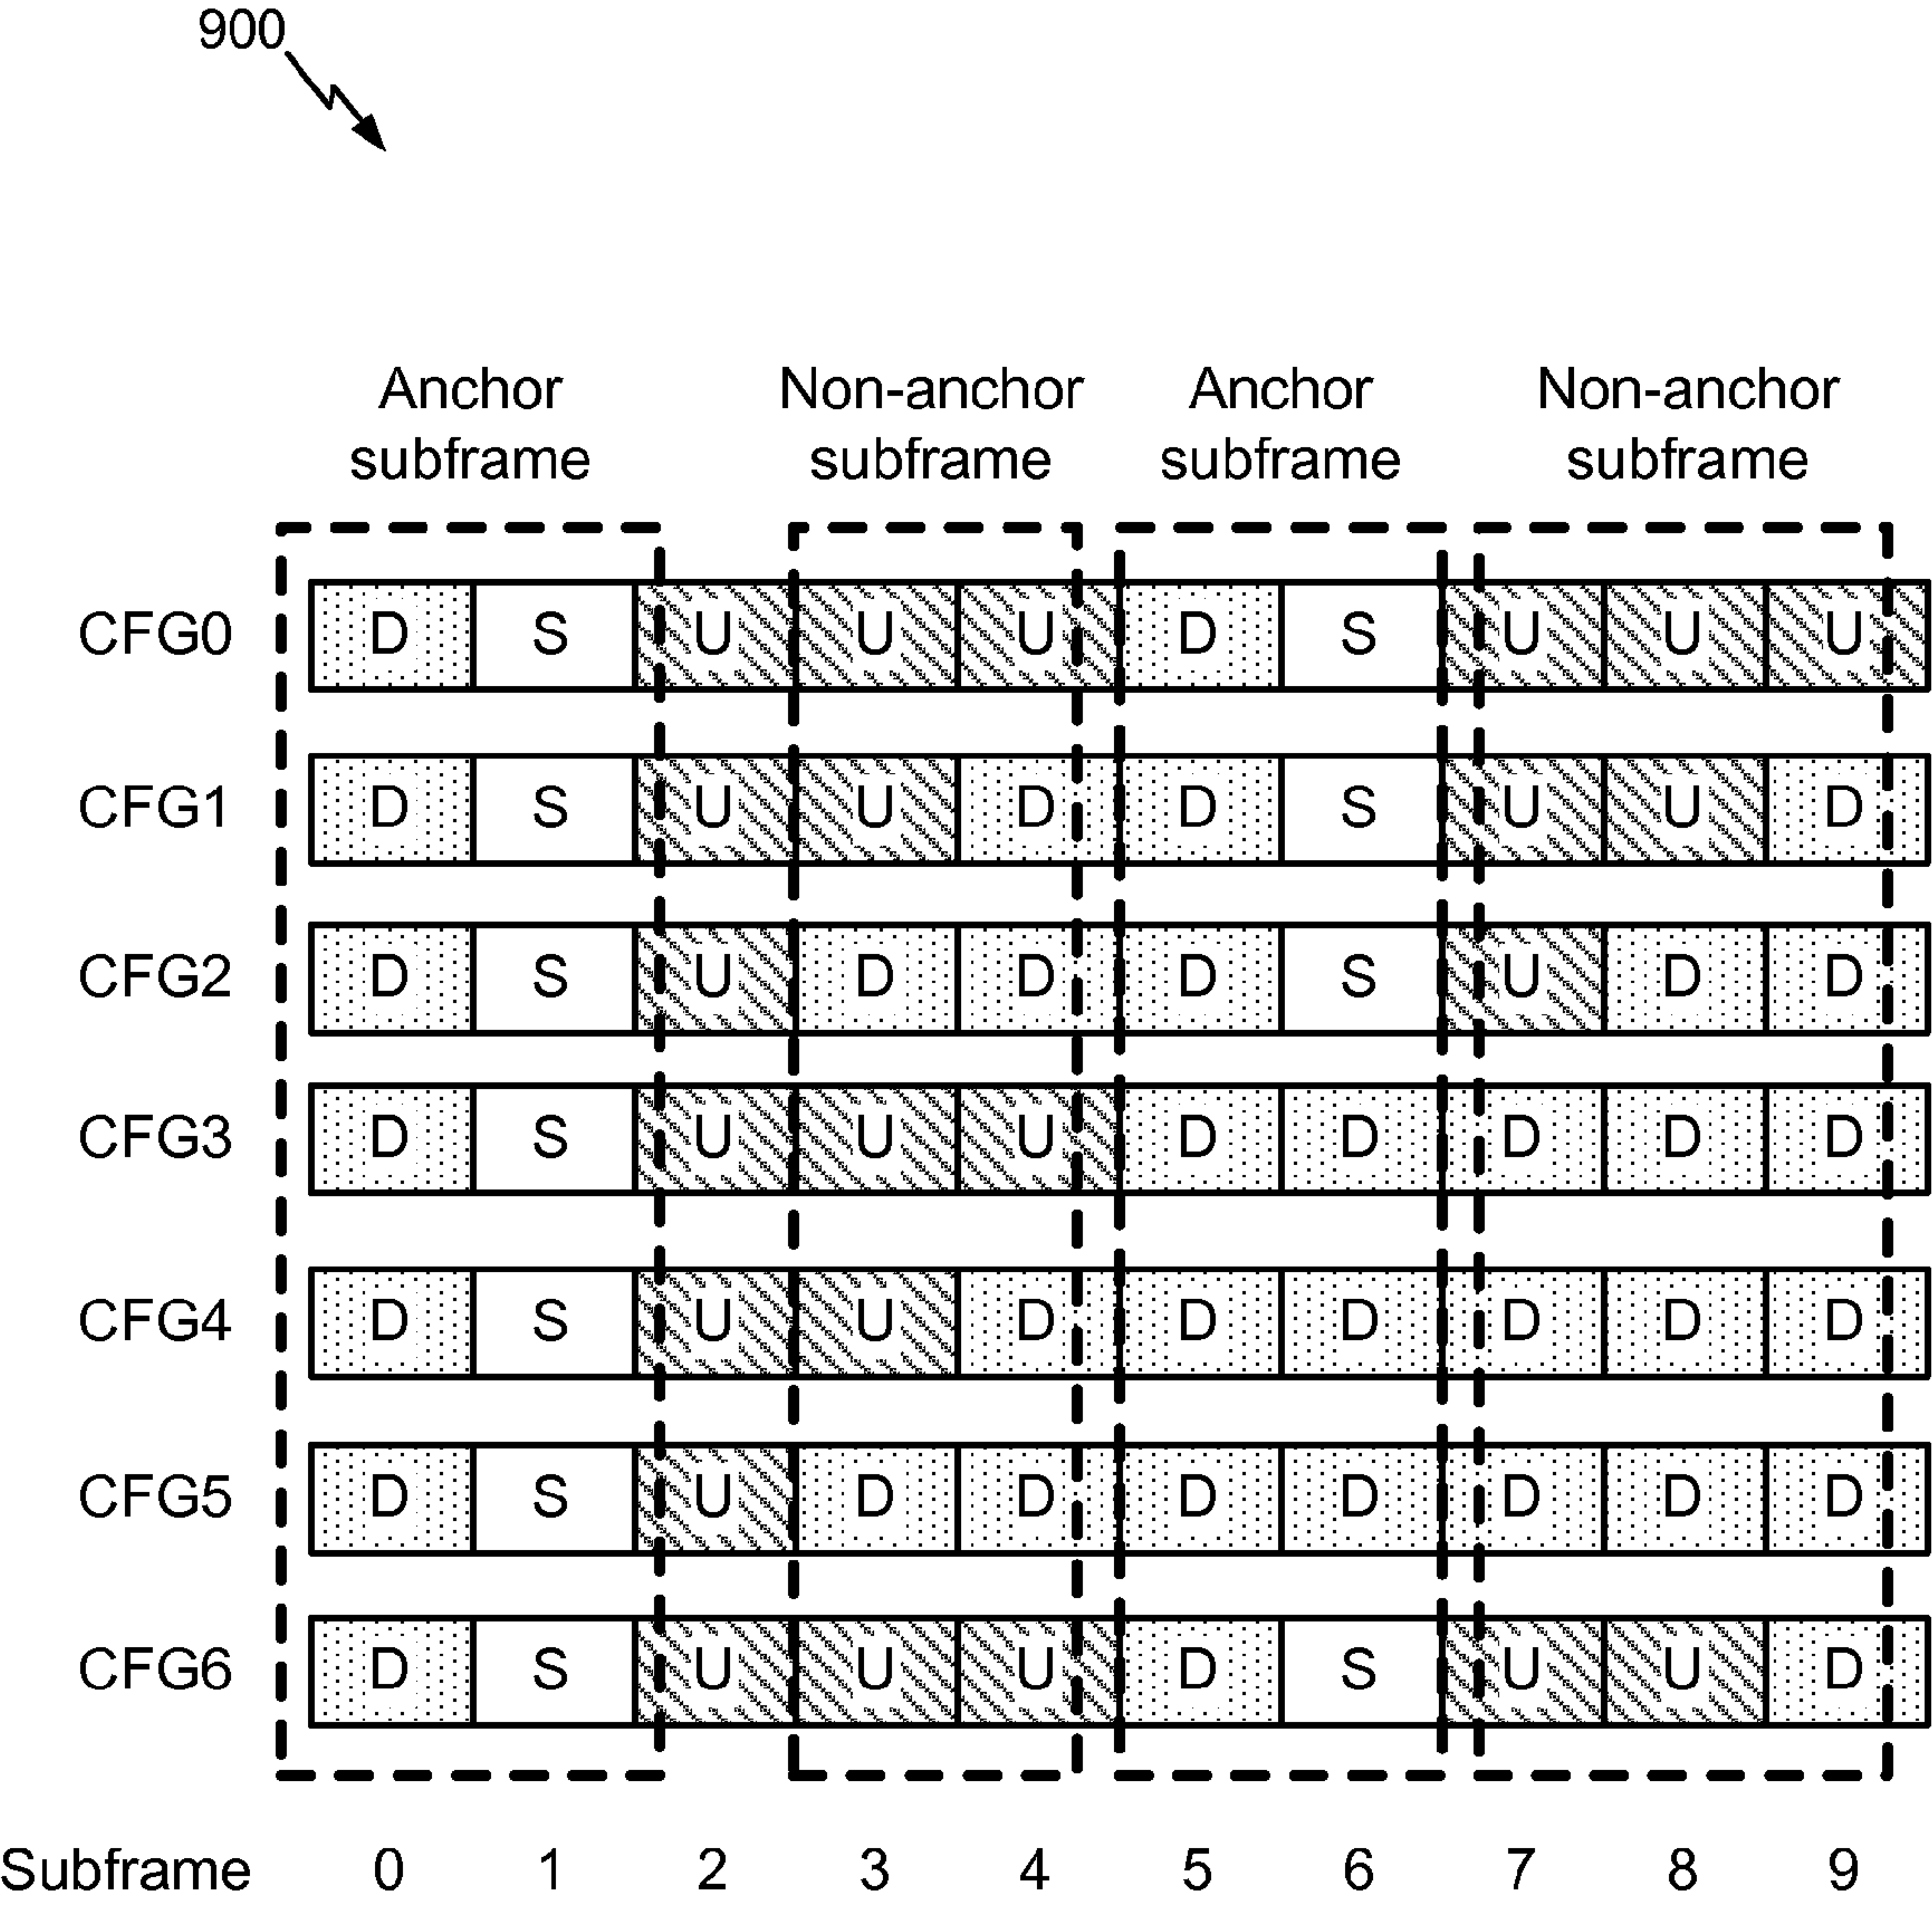 900
Anchor subframe
Non-anchor subframe
Anchor subframe
Non-anchor subframe
CFG0 D S U U U D S U U U
CFG1 D S U U D D S U U D
CFG2 D S U D D D S U D D
CFG3 D S U U U D D D D D
CFG4 D S U U D D D D D D
CFG5 D S U D D D D D D D
CFG6 D S U U U D S U U D
Subframe 0 1 2 3 4 5 6 7 8 9